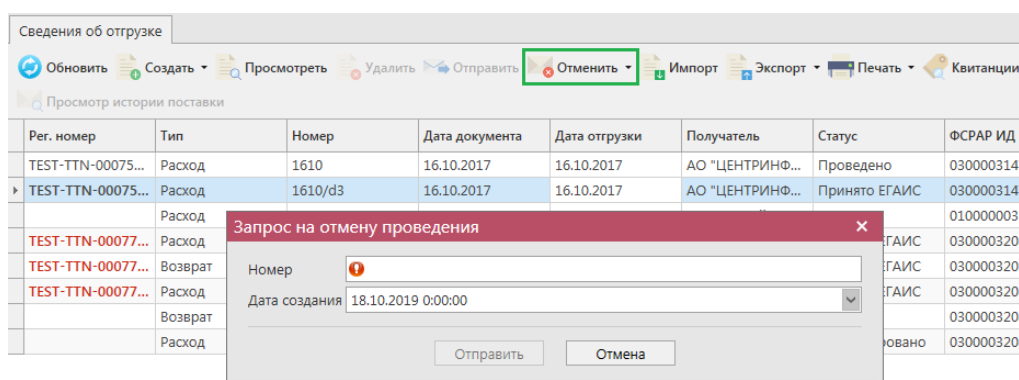 Сведения об отгрузке
Обновить Создать Просмотреть Удалить Отправить Отменить Импорт Экспорт Печать Квитанции
Просмотр истории поставки
Рег. номер Тип Номер Дата документа Дата отгрузки Получатель Статус ФСРАР ИД
TEST-TTN-00075... Расход 1610 16.10.2017 16.10.2017 АО "ЦЕНТРИНФ... Проведено 030000314
TEST-TTN-00075... Расход 1610/d3 16.10.2017 16.10.2017 АО "ЦЕНТРИНФ... Принято ЕГАИС 030000314
Расход 010000003
Запрос на отмену проведения
TEST-TTN-00077... Расход ЕГАИС 030000320
TEST-TTN-00077... Возврат ЕГАИС 030000320
Номер
TEST-TTN-00077... Расход ЕГАИС 030000320
Дата создания 18.10.2019 0:00:00
Возврат 030000320
Расход овано 030000320
Отправить Отмена